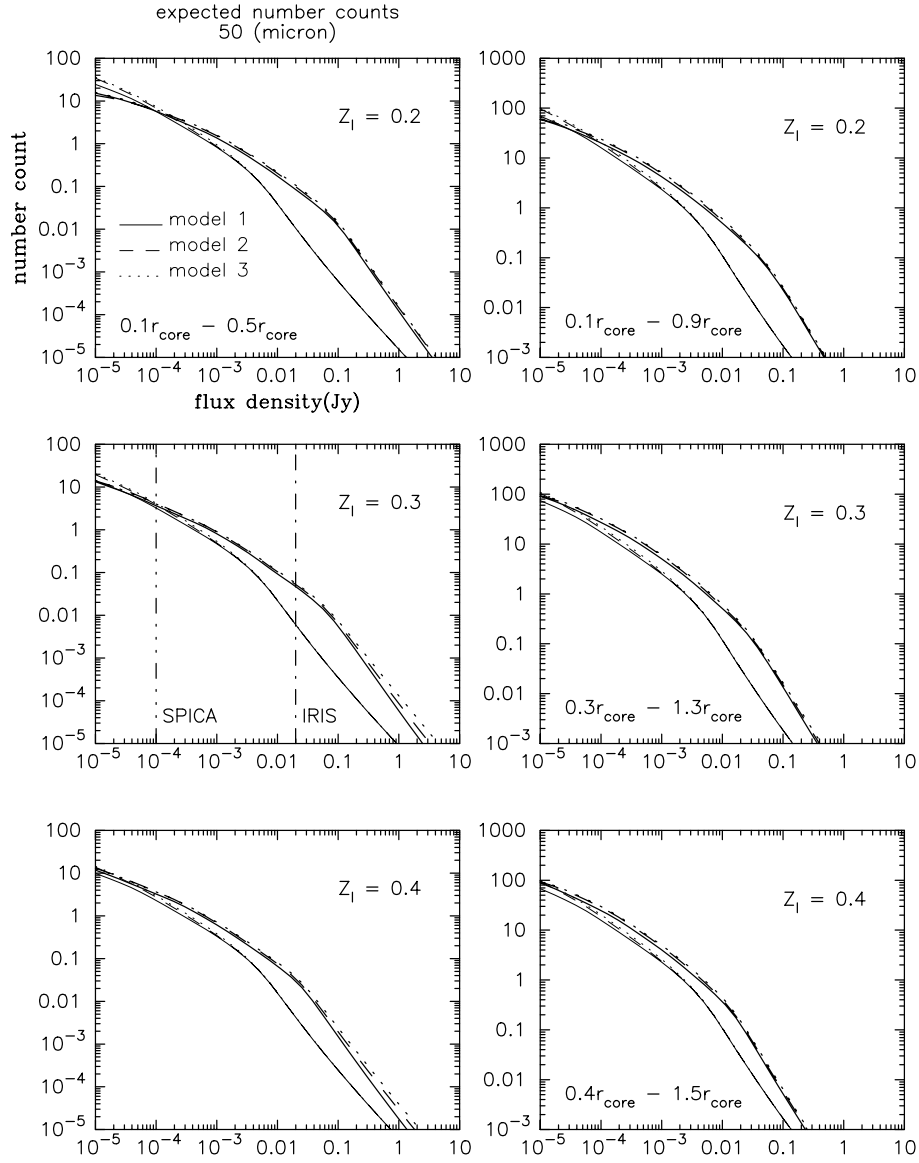 expected number counts
50 (micron)
100
10
1
0.1
0.01
10⁻³
10⁻⁴
10⁻⁵
number count
Z_l = 0.2
model 1
model 2
model 3
0.1r_core − 0.5r_core
10⁻⁵ 10⁻⁴ 10⁻³ 0.01 0.1 1 10
flux density(Jy)
1000
100
10
1
0.1
0.01
10⁻³
Z_l = 0.2
0.1r_core − 0.9r_core
10⁻⁵ 10⁻⁴ 10⁻³ 0.01 0.1 1 10
100
10
1
0.1
0.01
10⁻³
10⁻⁴
10⁻⁵
Z_l = 0.3
SPICA IRIS
10⁻⁵ 10⁻⁴ 10⁻³ 0.01 0.1 1 10
1000
100
10
1
0.1
0.01
10⁻³
Z_l = 0.3
0.3r_core − 1.3r_core
10⁻⁵ 10⁻⁴ 10⁻³ 0.01 0.1 1 10
100
10
1
0.1
0.01
10⁻³
10⁻⁴
10⁻⁵
Z_l = 0.4
10⁻⁵ 10⁻⁴ 10⁻³ 0.01 0.1 1 10
1000
100
10
1
0.1
0.01
10⁻³
Z_l = 0.4
0.4r_core − 1.5r_core
10⁻⁵ 10⁻⁴ 10⁻³ 0.01 0.1 1 10